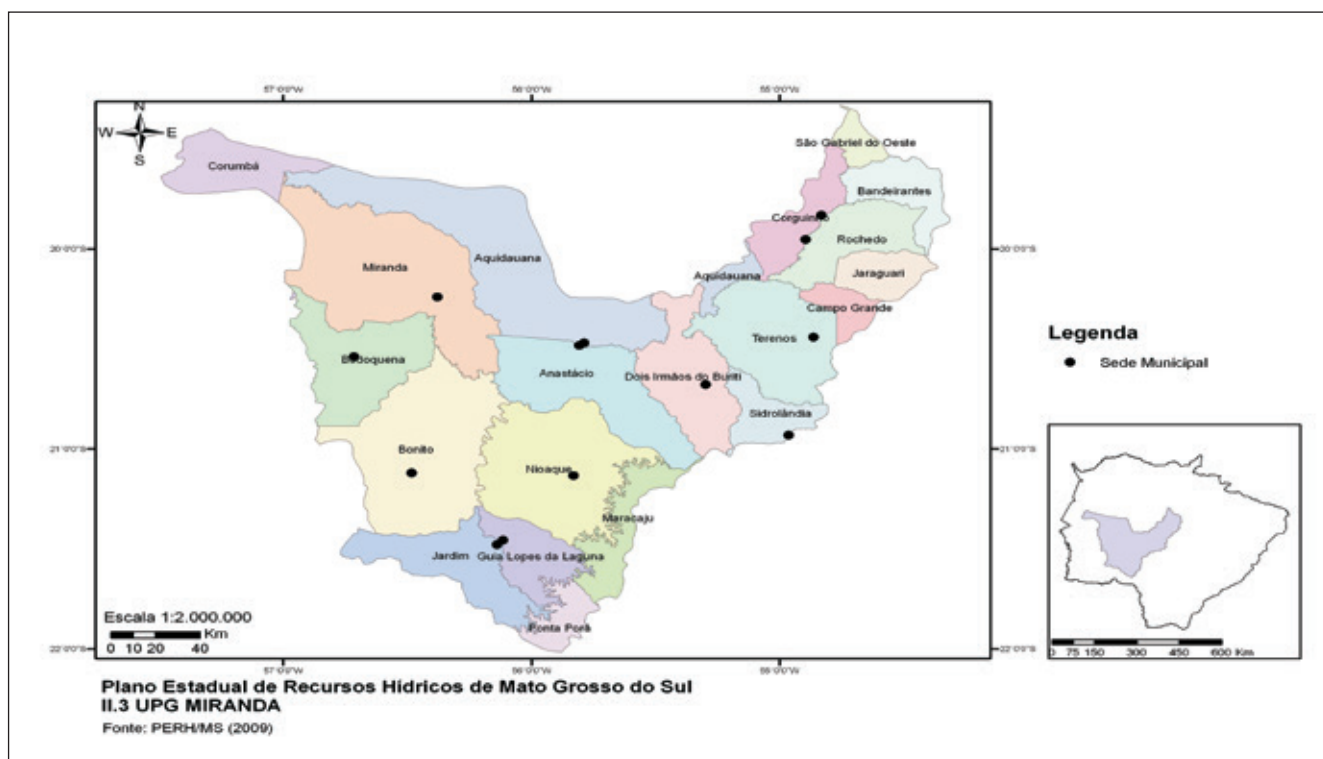 57°0'0"W 56°0'0"W 55°0'0"W
N
W E
S
São Gabriel do Oeste
Corumbá
Bandeirantes
Corguinho
20°0'0"S Rochedo 20°0'0"S
Aquidauana
Miranda
Aquidauana
Jaraguari
Campo Grande
Terenos
Legenda
Sede Municipal
Bodoquena
Anastácio
Dois Irmãos do Buriti
Sidrolândia
21°0'0"S 21°0'0"S
Bonito
Nioaque
Maracaju
Jardim
Guia Lopes da Laguna
Ponta Porã
Escala 1:2.000.000
Km
0 10 20 40
22°0'0"S 22°0'0"S
57°0'0"W 56°0'0"W 55°0'0"W
0 75 150 300 450 600 Km
Plano Estadual de Recursos Hídricos de Mato Grosso do Sul
II.3 UPG MIRANDA
Fonte: PERH/MS (2009)